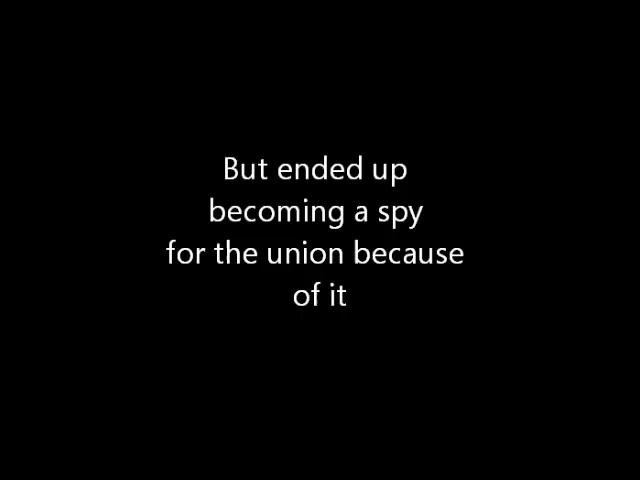 But ended up
becoming a spy
for the union because
of it